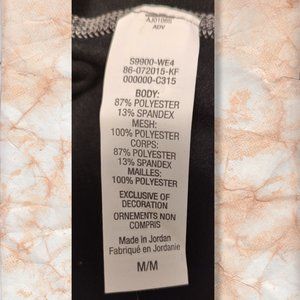 ADV
S9900-WE4
86-072015-KF
000000-C315
BODY:
87% POLYESTER
13% SPANDEX
MESH:
100% POLYESTER
CORPS:
87% POLYESTER
13% SPANDEX
MAILLES:
100% POLYESTER
EXCLUSIVE OF
DECORATION
ORNEMENTS NON
COMPRIS
Made in Jordan
Fabriqué en Jordanie
M/M